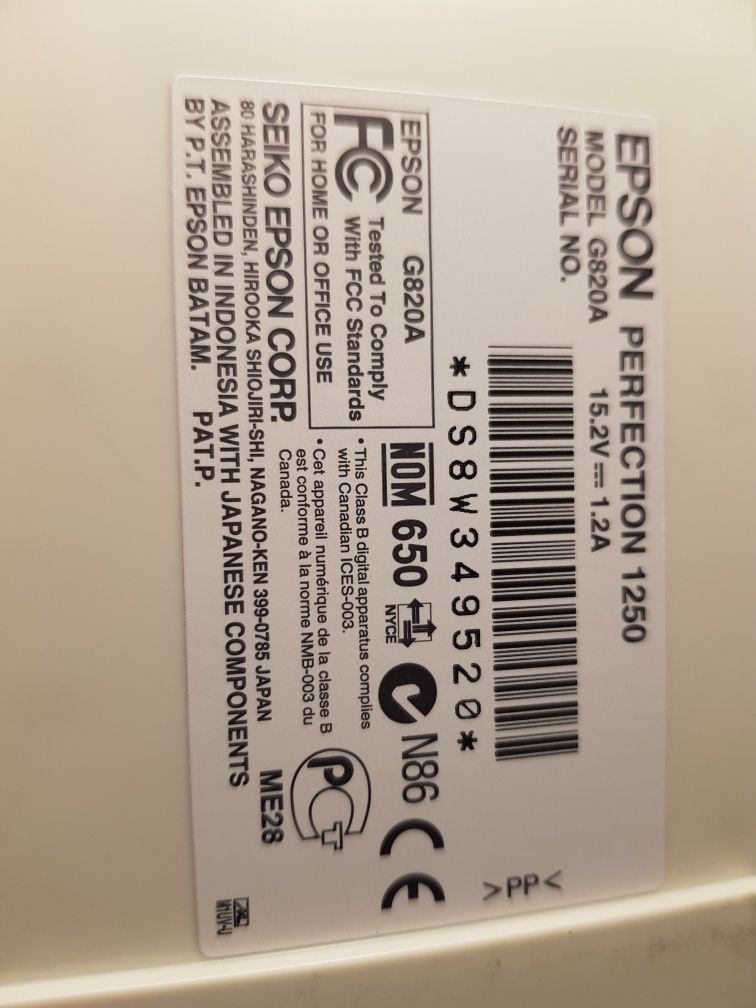 EPSON PERFECTION 1250
MODEL G820A 15.2V ⎓ 1.2A
SERIAL NO.
*DS8W349520*
>PP<
EPSON G820A
FC Tested To Comply
With FCC Standards
FOR HOME OR OFFICE USE
NOM 650 NYCE N86 CE
• This Class B digital apparatus complies
with Canadian ICES-003.
• Cet appareil numérique de la classe B
est conforme à la norme NMB-003 du
Canada.
PCT
ME28
SEIKO EPSON CORP.
80 HARASHINDEN, HIROOKA SHIOJIRI-SHI, NAGANO-KEN 399-0785 JAPAN
ASSEMBLED IN INDONESIA WITH JAPANESE COMPONENTS
BY P.T. EPSON BATAM. PAT.P.